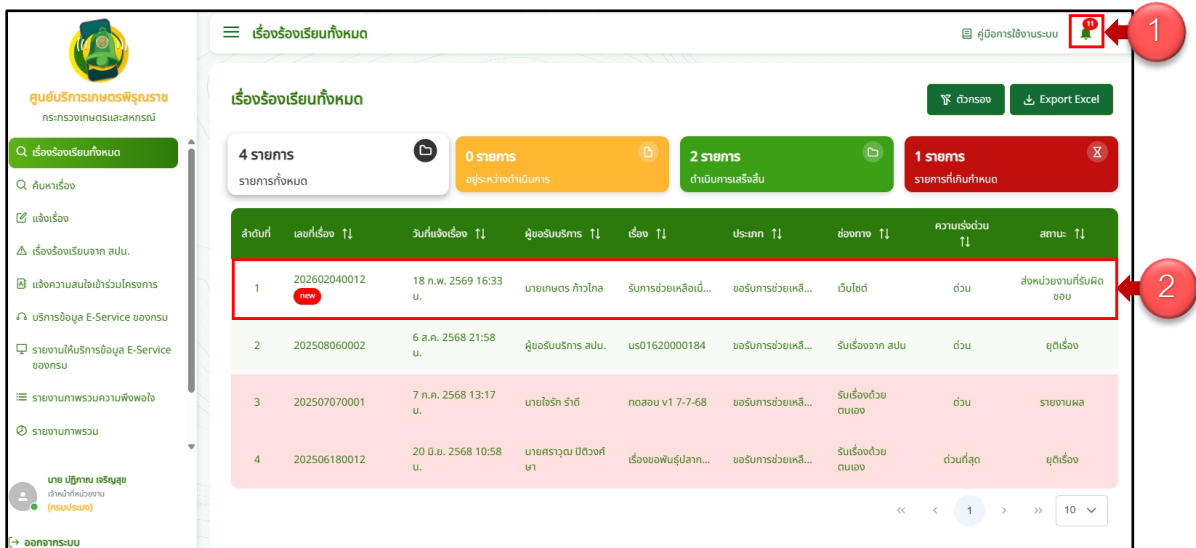 เรื่องร้องเรียนทั้งหมด
คู่มือการใช้งานระบบ
11
1
ศูนย์บริการเกษตรพิรุณราช
กระทรวงเกษตรและสหกรณ์
เรื่องร้องเรียนทั้งหมด
ค้นหาเรื่อง
แจ้งเรื่อง
เรื่องร้องเรียนจาก สปน.
แจ้งความสนใจเข้าร่วมโครงการ
บริการข้อมูล E-Service ของกรม
รายงานให้บริการข้อมูล E-Service
ของกรม
รายงานภาพรวมความพึงพอใจ
รายงานภาพรวม
นาย ปฏิภาณ เจริญสุข
เจ้าหน้าที่หน่วยงาน
(กรมประมง)
ออกจากระบบ
เรื่องร้องเรียนทั้งหมด
ตัวกรอง
Export Excel
4 รายการ
รายการทั้งหมด
0 รายการ
อยู่ระหว่างดำเนินการ
2 รายการ
ดำเนินการเสร็จสิ้น
1 รายการ
รายการที่เกินกำหนด
ลำดับที่ เลขที่เรื่อง วันที่แจ้งเรื่อง ผู้ขอรับบริการ เรื่อง ประเภท ช่องทาง ความเร่งด่วน สถานะ
1 202602040012 new 18 ก.พ. 2569 16:33 น. นายเกษตร ก้าวไกล รับการช่วยเหลือเนื่... ขอรับการช่วยเหลื... เว็บไซต์ ด่วน ส่งหน่วยงานที่รับผิดชอบ
2
2 202508060002 6 ส.ค. 2568 21:58 น. ผู้ขอรับบริการ สปน. นร01620000184 ขอรับการช่วยเหลื... รับเรื่องจาก สปน ด่วน ยุติเรื่อง
3 202507070001 7 ก.ค. 2568 13:17 น. นายใจรัก ร่ำดี ทดสอบ v1 7-7-68 ขอรับการช่วยเหลื... รับเรื่องด้วยตนเอง ด่วน รายงานผล
4 202506180012 20 มิ.ย. 2568 10:58 น. นายศราวุฒ ปิติวงศ์ษา เรื่องขอพันธุ์ปลาก... ขอรับการช่วยเหลื... รับเรื่องด้วยตนเอง ด่วนที่สุด ยุติเรื่อง
<< < 1 > >> 10